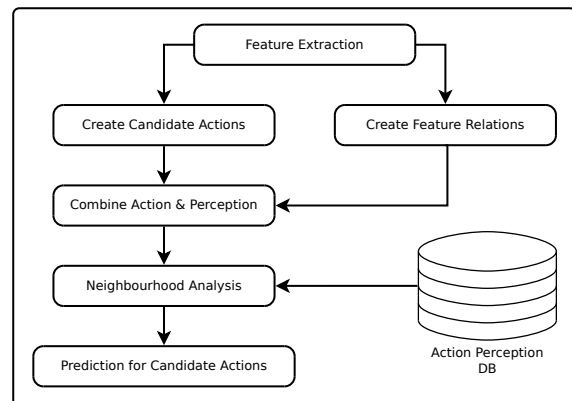 Feature Extraction
Create Candidate Actions
Create Feature Relations
Combine Action & Perception
Neighbourhood Analysis
Action Perception
DB
Prediction for Candidate Actions